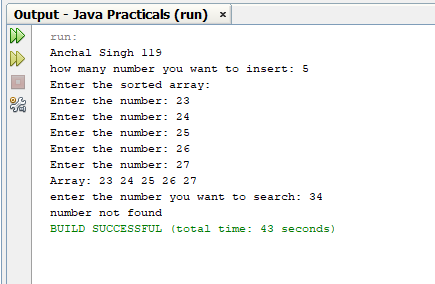 Output - Java Practicals (run) ×
run:
Anchal Singh 119
how many number you want to insert: 5
Enter the sorted array:
Enter the number: 23
Enter the number: 24
Enter the number: 25
Enter the number: 26
Enter the number: 27
Array: 23 24 25 26 27
enter the number you want to search: 34
number not found
BUILD SUCCESSFUL (total time: 43 seconds)